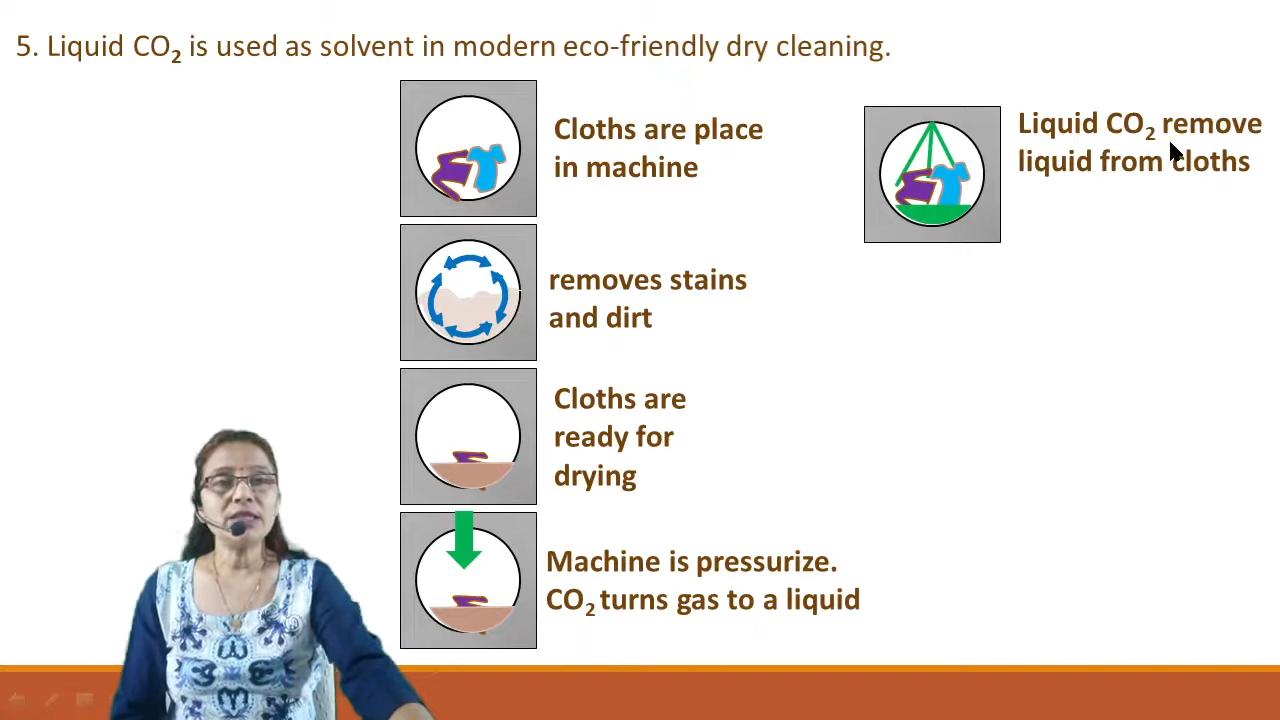 5. Liquid CO₂ is used as solvent in modern eco-friendly dry cleaning.
Cloths are place
in machine
removes stains
and dirt
Cloths are
ready for
drying
Machine is pressurize.
CO₂ turns gas to a liquid
Liquid CO₂ remove
liquid from cloths